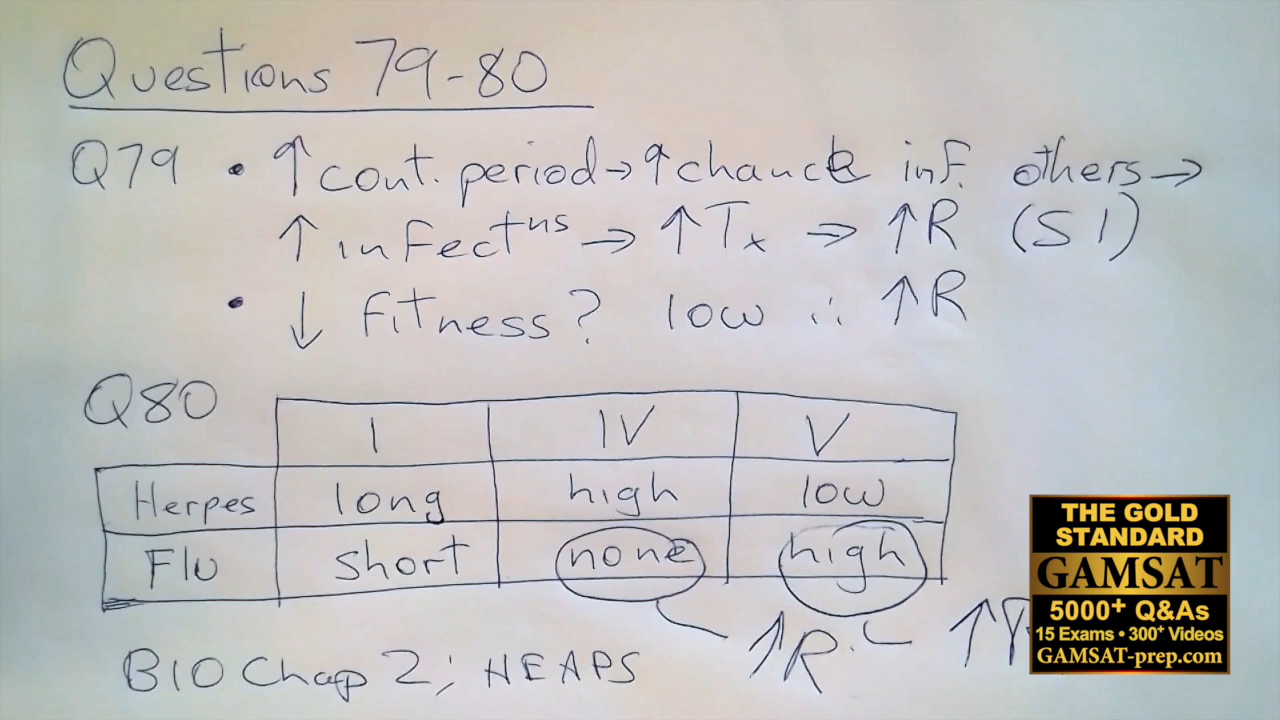 Questions 79-80
Q79 • ↑ cont. period → ↑ chance inf. others →
↑ infect^ns → ↑ Tx → ↑ R (S1)
• ↓ fitness? low ∴ ↑ R
Q80
I IV V
Herpes long high low
Flu short none high
↑R ↑
BIO Chap 2; HEAPS
THE GOLD
STANDARD
GAMSAT
5000+ Q&As
15 Exams • 300+ Videos
GAMSAT-prep.com